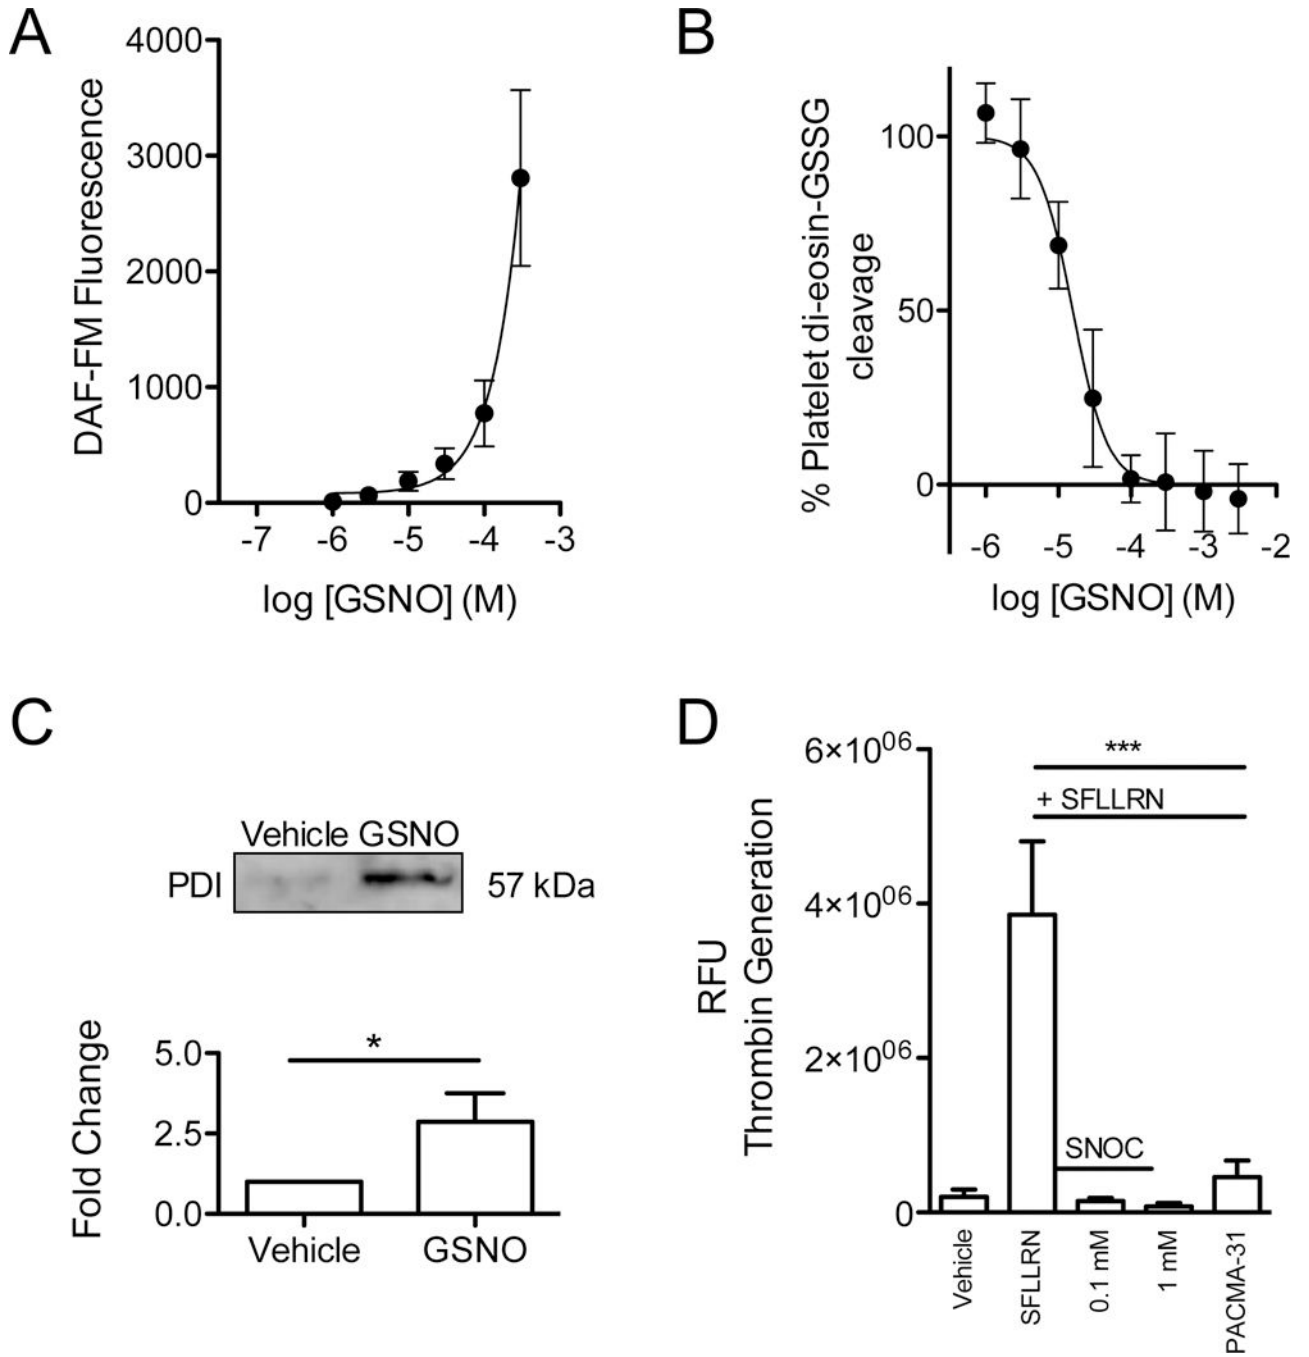 A
DAF-FM Fluorescence
4000
3000
2000
1000
0
-7 -6 -5 -4 -3
log [GSNO] (M)
B
% Platelet di-eosin-GSSG
cleavage
100
50
0
-6 -5 -4 -3 -2
log [GSNO] (M)
C
Vehicle GSNO
PDI 57 kDa
Fold Change
5.0
2.5
0.0
*
Vehicle GSNO
D
RFU
Thrombin Generation
6×10⁰⁶
4×10⁰⁶
2×10⁰⁶
0
***
+ SFLLRN
SNOC
Vehicle
SFLLRN
0.1 mM
1 mM
PACMA-31